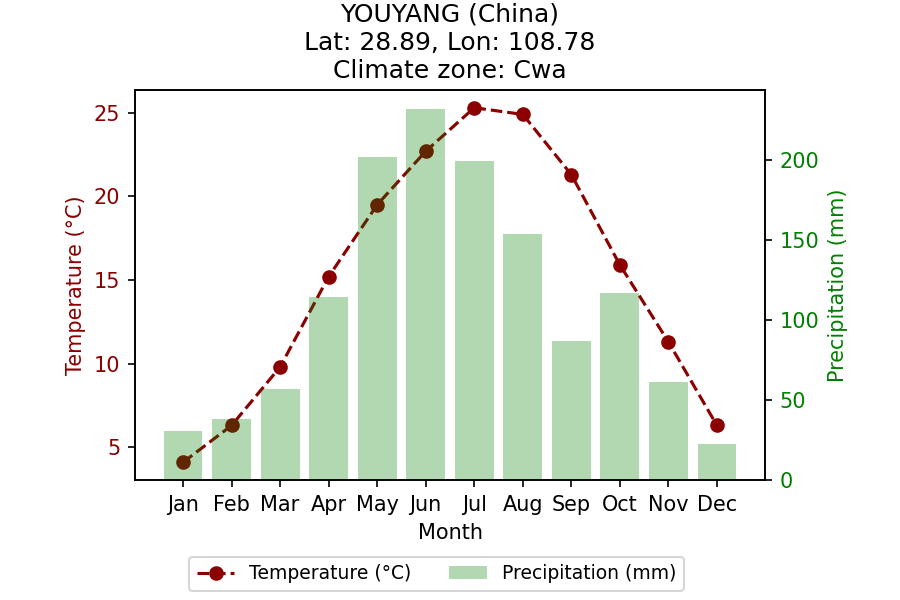 YOUYANG (China)
Lat: 28.89, Lon: 108.78
Climate zone: Cwa
25
20
15
10
5
Temperature (°C)
200
150
100
50
0
Precipitation (mm)
Jan Feb Mar Apr May Jun Jul Aug Sep Oct Nov Dec
Month
Temperature (°C) Precipitation (mm)